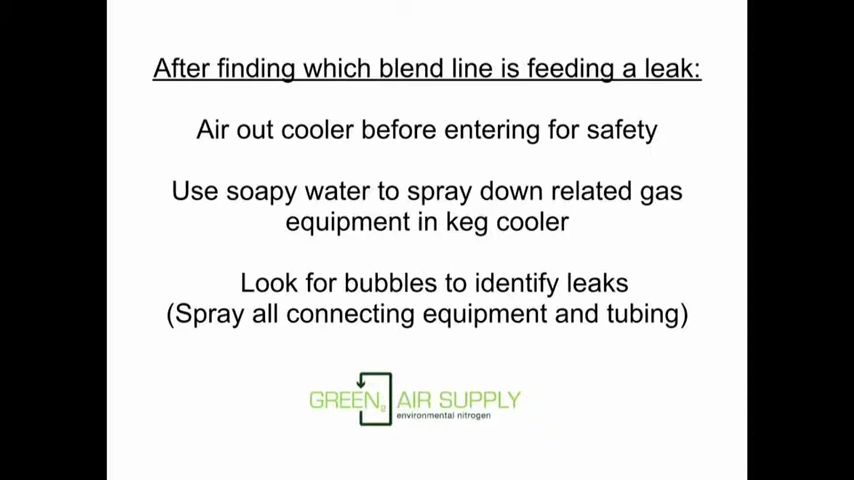 After finding which blend line is feeding a leak:
Air out cooler before entering for safety
Use soapy water to spray down related gas
equipment in keg cooler
Look for bubbles to identify leaks
(Spray all connecting equipment and tubing)
GREEN2 AIR SUPPLY
environmental nitrogen